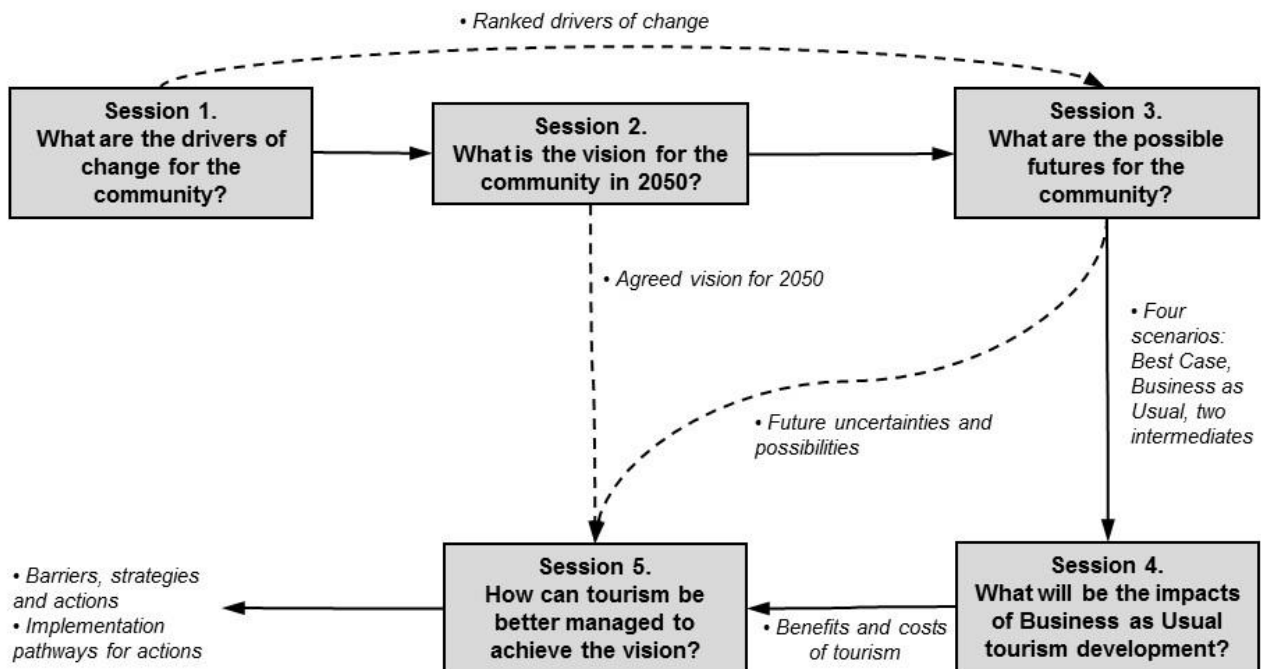 • Ranked drivers of change
Session 1.
What are the drivers of
change for the
community?
Session 2.
What is the vision for the
community in 2050?
Session 3.
What are the possible
futures for the
community?
• Agreed vision for 2050
• Four
scenarios:
Best Case,
Business as
Usual, two
intermediates
• Future uncertainties and
possibilities
• Barriers, strategies
and actions
• Implementation
pathways for actions
Session 5.
How can tourism be
better managed to
achieve the vision?
• Benefits and costs
of tourism
Session 4.
What will be the impacts
of Business as Usual
tourism development?